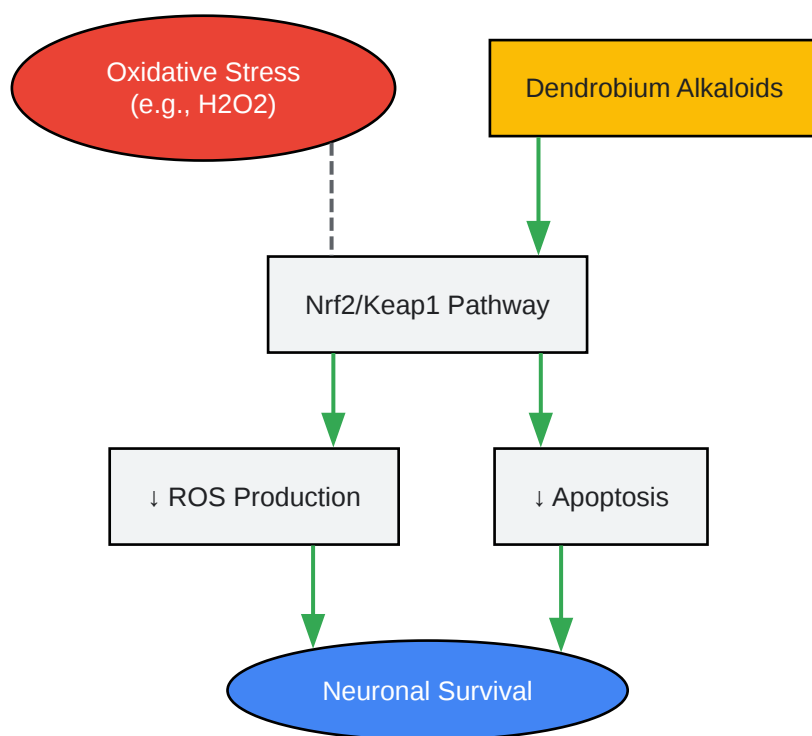 Oxidative Stress
(e.g., H2O2)
Dendrobium Alkaloids
Nrf2/Keap1 Pathway
↓ ROS Production
↓ Apoptosis
Neuronal Survival